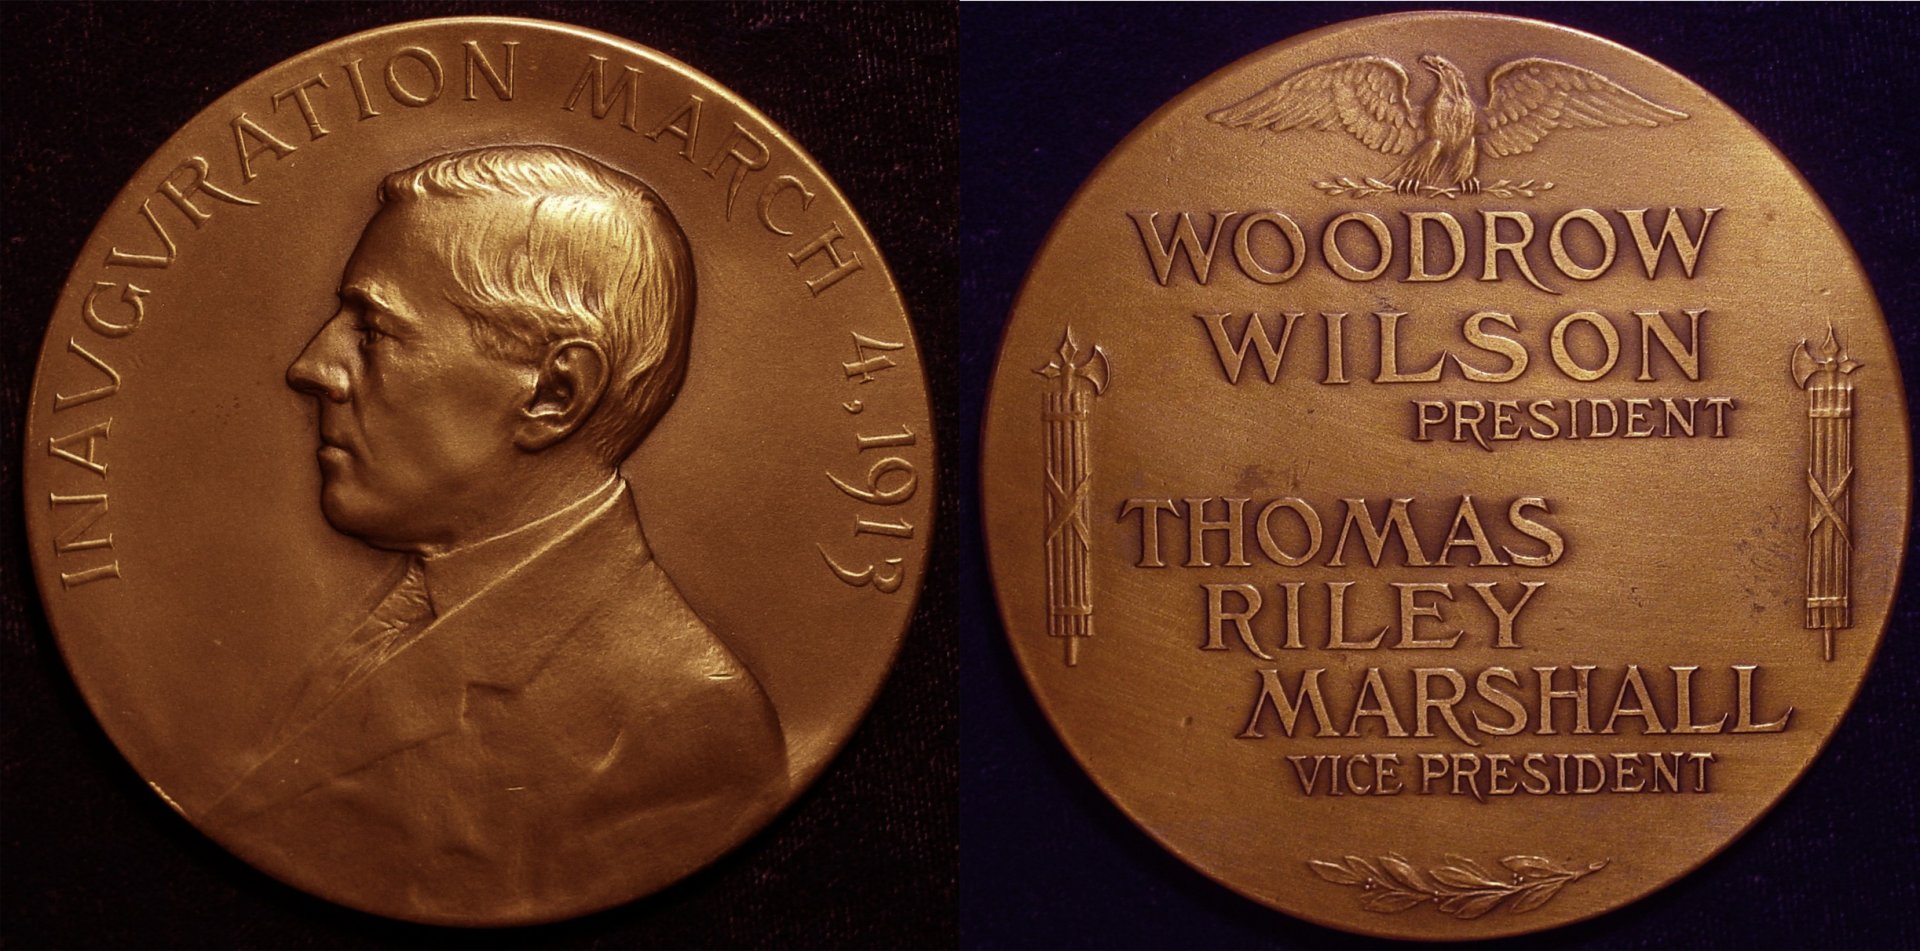 INAVGVRATION MARCH 4, 1913
WOODROW
WILSON
PRESIDENT
THOMAS
RILEY
MARSHALL
VICE PRESIDENT